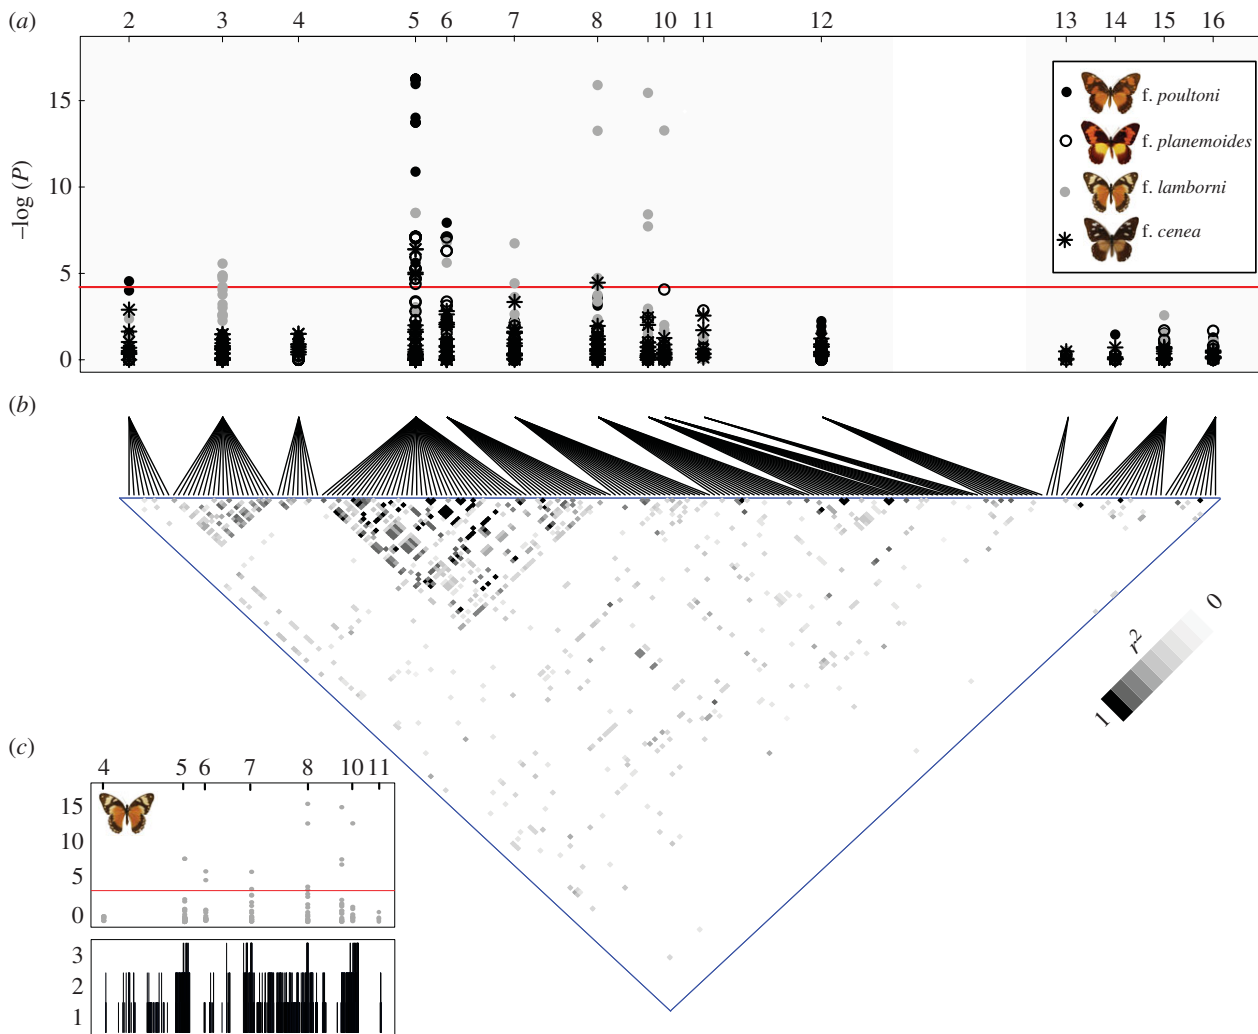 (a) 2 3 4 5 6 7 8 10 11 12 13 14 15 16
15
10
5
0
−log (P)
f. poultoni
f. planemoides
f. lamborni
f. cenea
(b)
0
r²
1
(c)
4 5 6 7 8 10 11
15
10
5
0
3
2
1